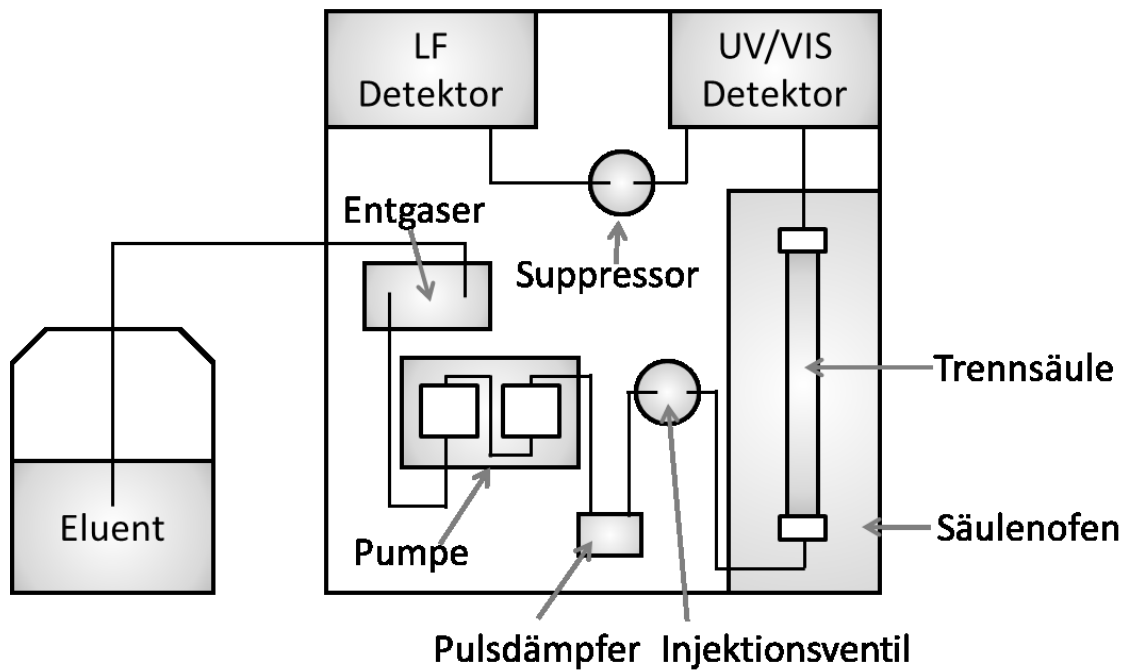 LF
Detektor
UV/VIS
Detektor
Entgaser
Suppressor
Trennsäule
Eluent
Säulenofen
Pumpe
Pulsdämpfer
Injektionsventil